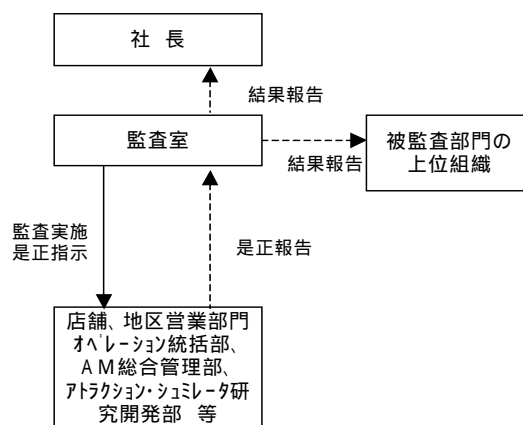 社 長
結果報告
監査室
結果報告
被監査部門の
上位組織
監査実施
是正指示
是正報告
店舗、地区営業部門
ｵﾍﾟﾚｰｼｮﾝ統括部、
ＡＭ総合管理部、
ｱﾄﾗｸｼｮﾝ・ｼｭﾐﾚｰﾀ研
究開発部 等